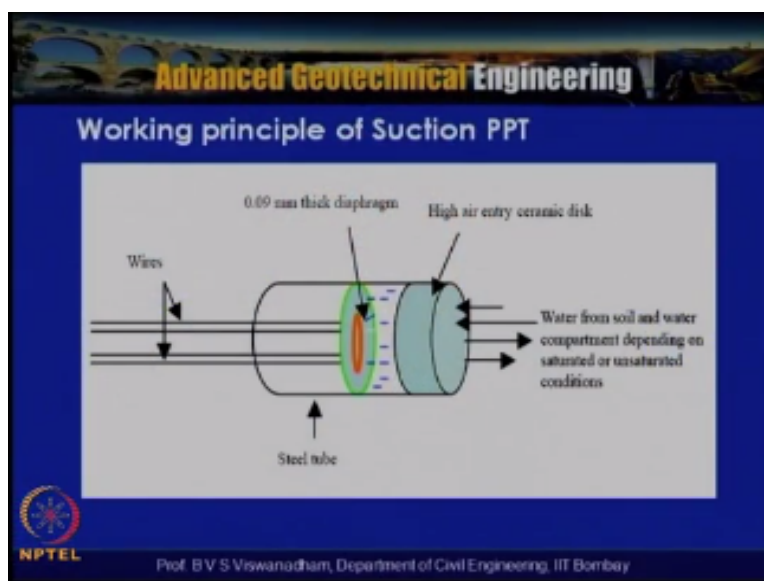 Advanced Geotechnical Engineering
Working principle of Suction PPT
0.09 mm thick diaphragm
High air entry ceramic disk
Wires
Water from soil and water
compartment depending on
saturated or unsaturated
conditions
Steel tube
NPTEL
Prof. B V S Viswanadham, Department of Civil Engineering, IIT Bombay